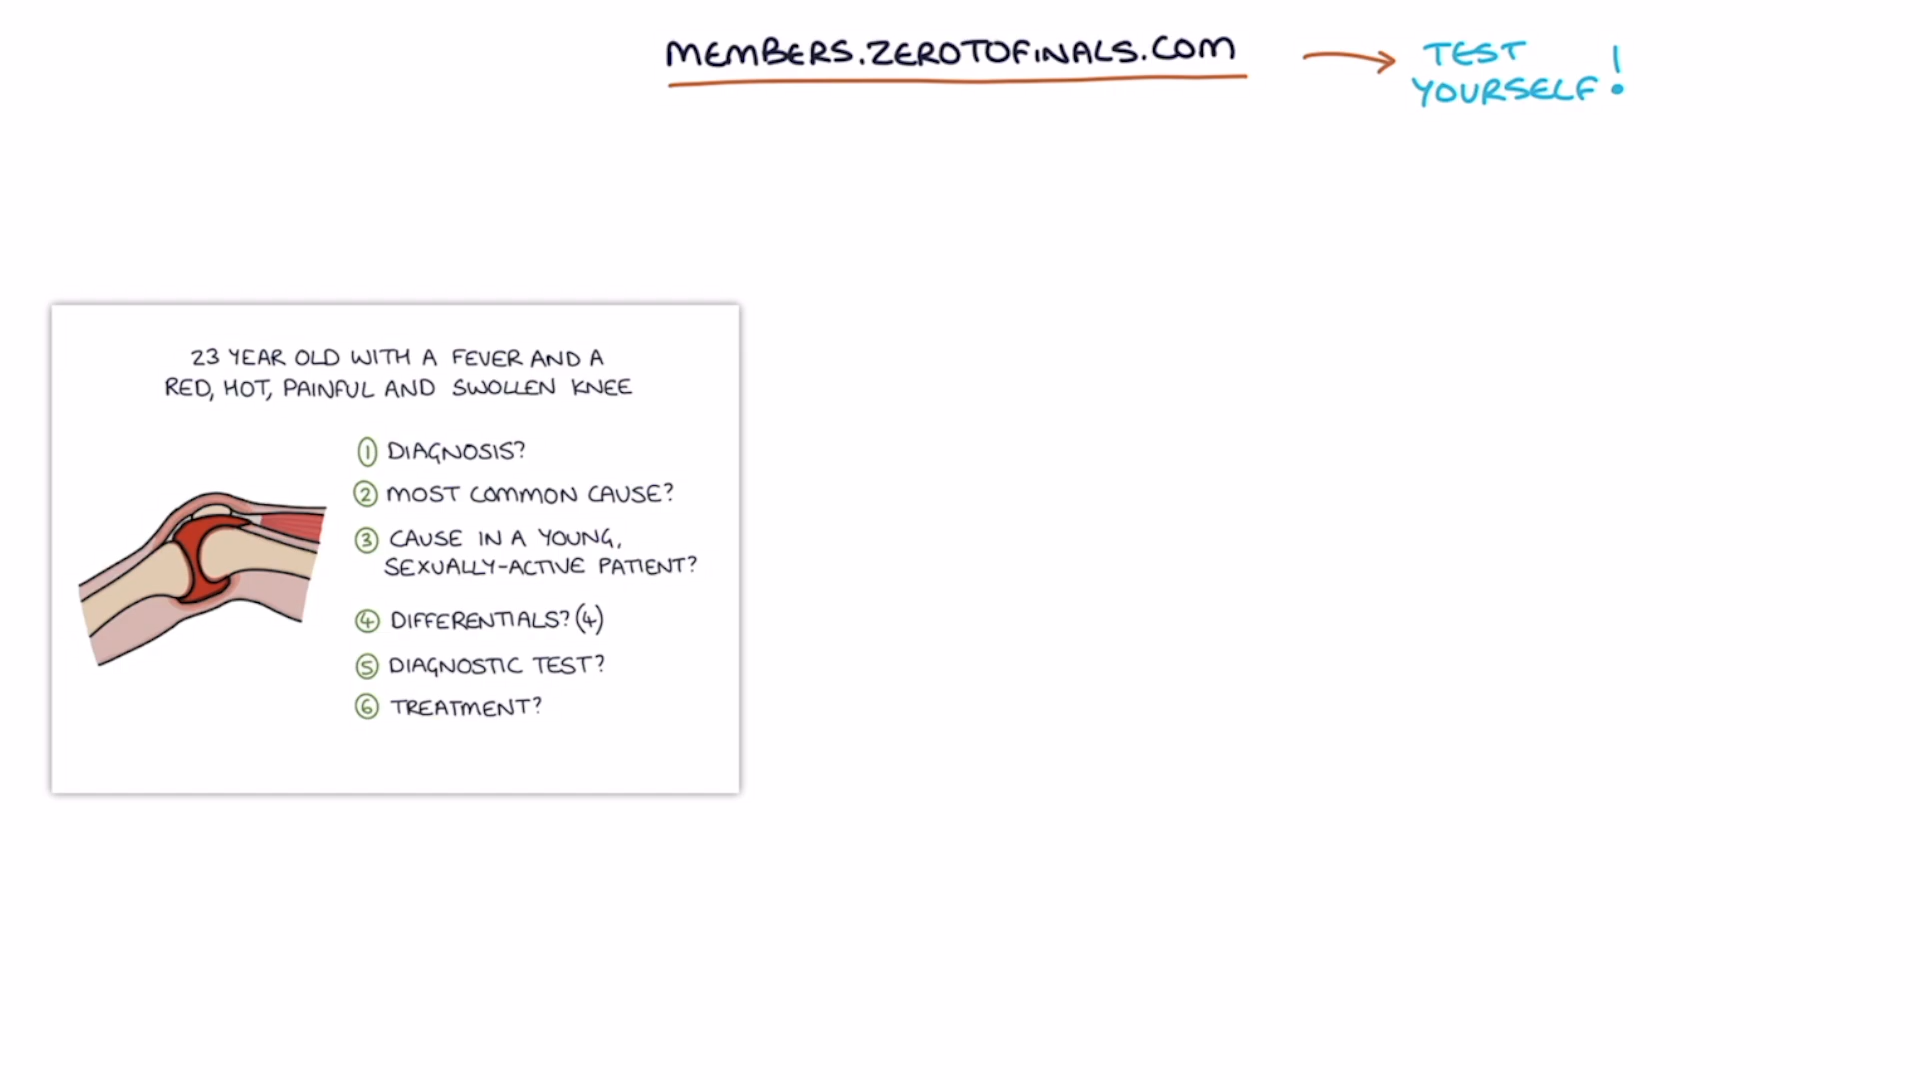 MEMBERS.ZEROTOFINALS.COM
TEST
YOURSELF!
23 YEAR OLD WITH A FEVER AND A
RED, HOT, PAINFUL AND SWOLLEN KNEE
1 DIAGNOSIS?
2 MOST COMMON CAUSE?
3 CAUSE IN A YOUNG,
SEXUALLY-ACTIVE PATIENT?
4 DIFFERENTIALS? (4)
5 DIAGNOSTIC TEST?
6 TREATMENT?